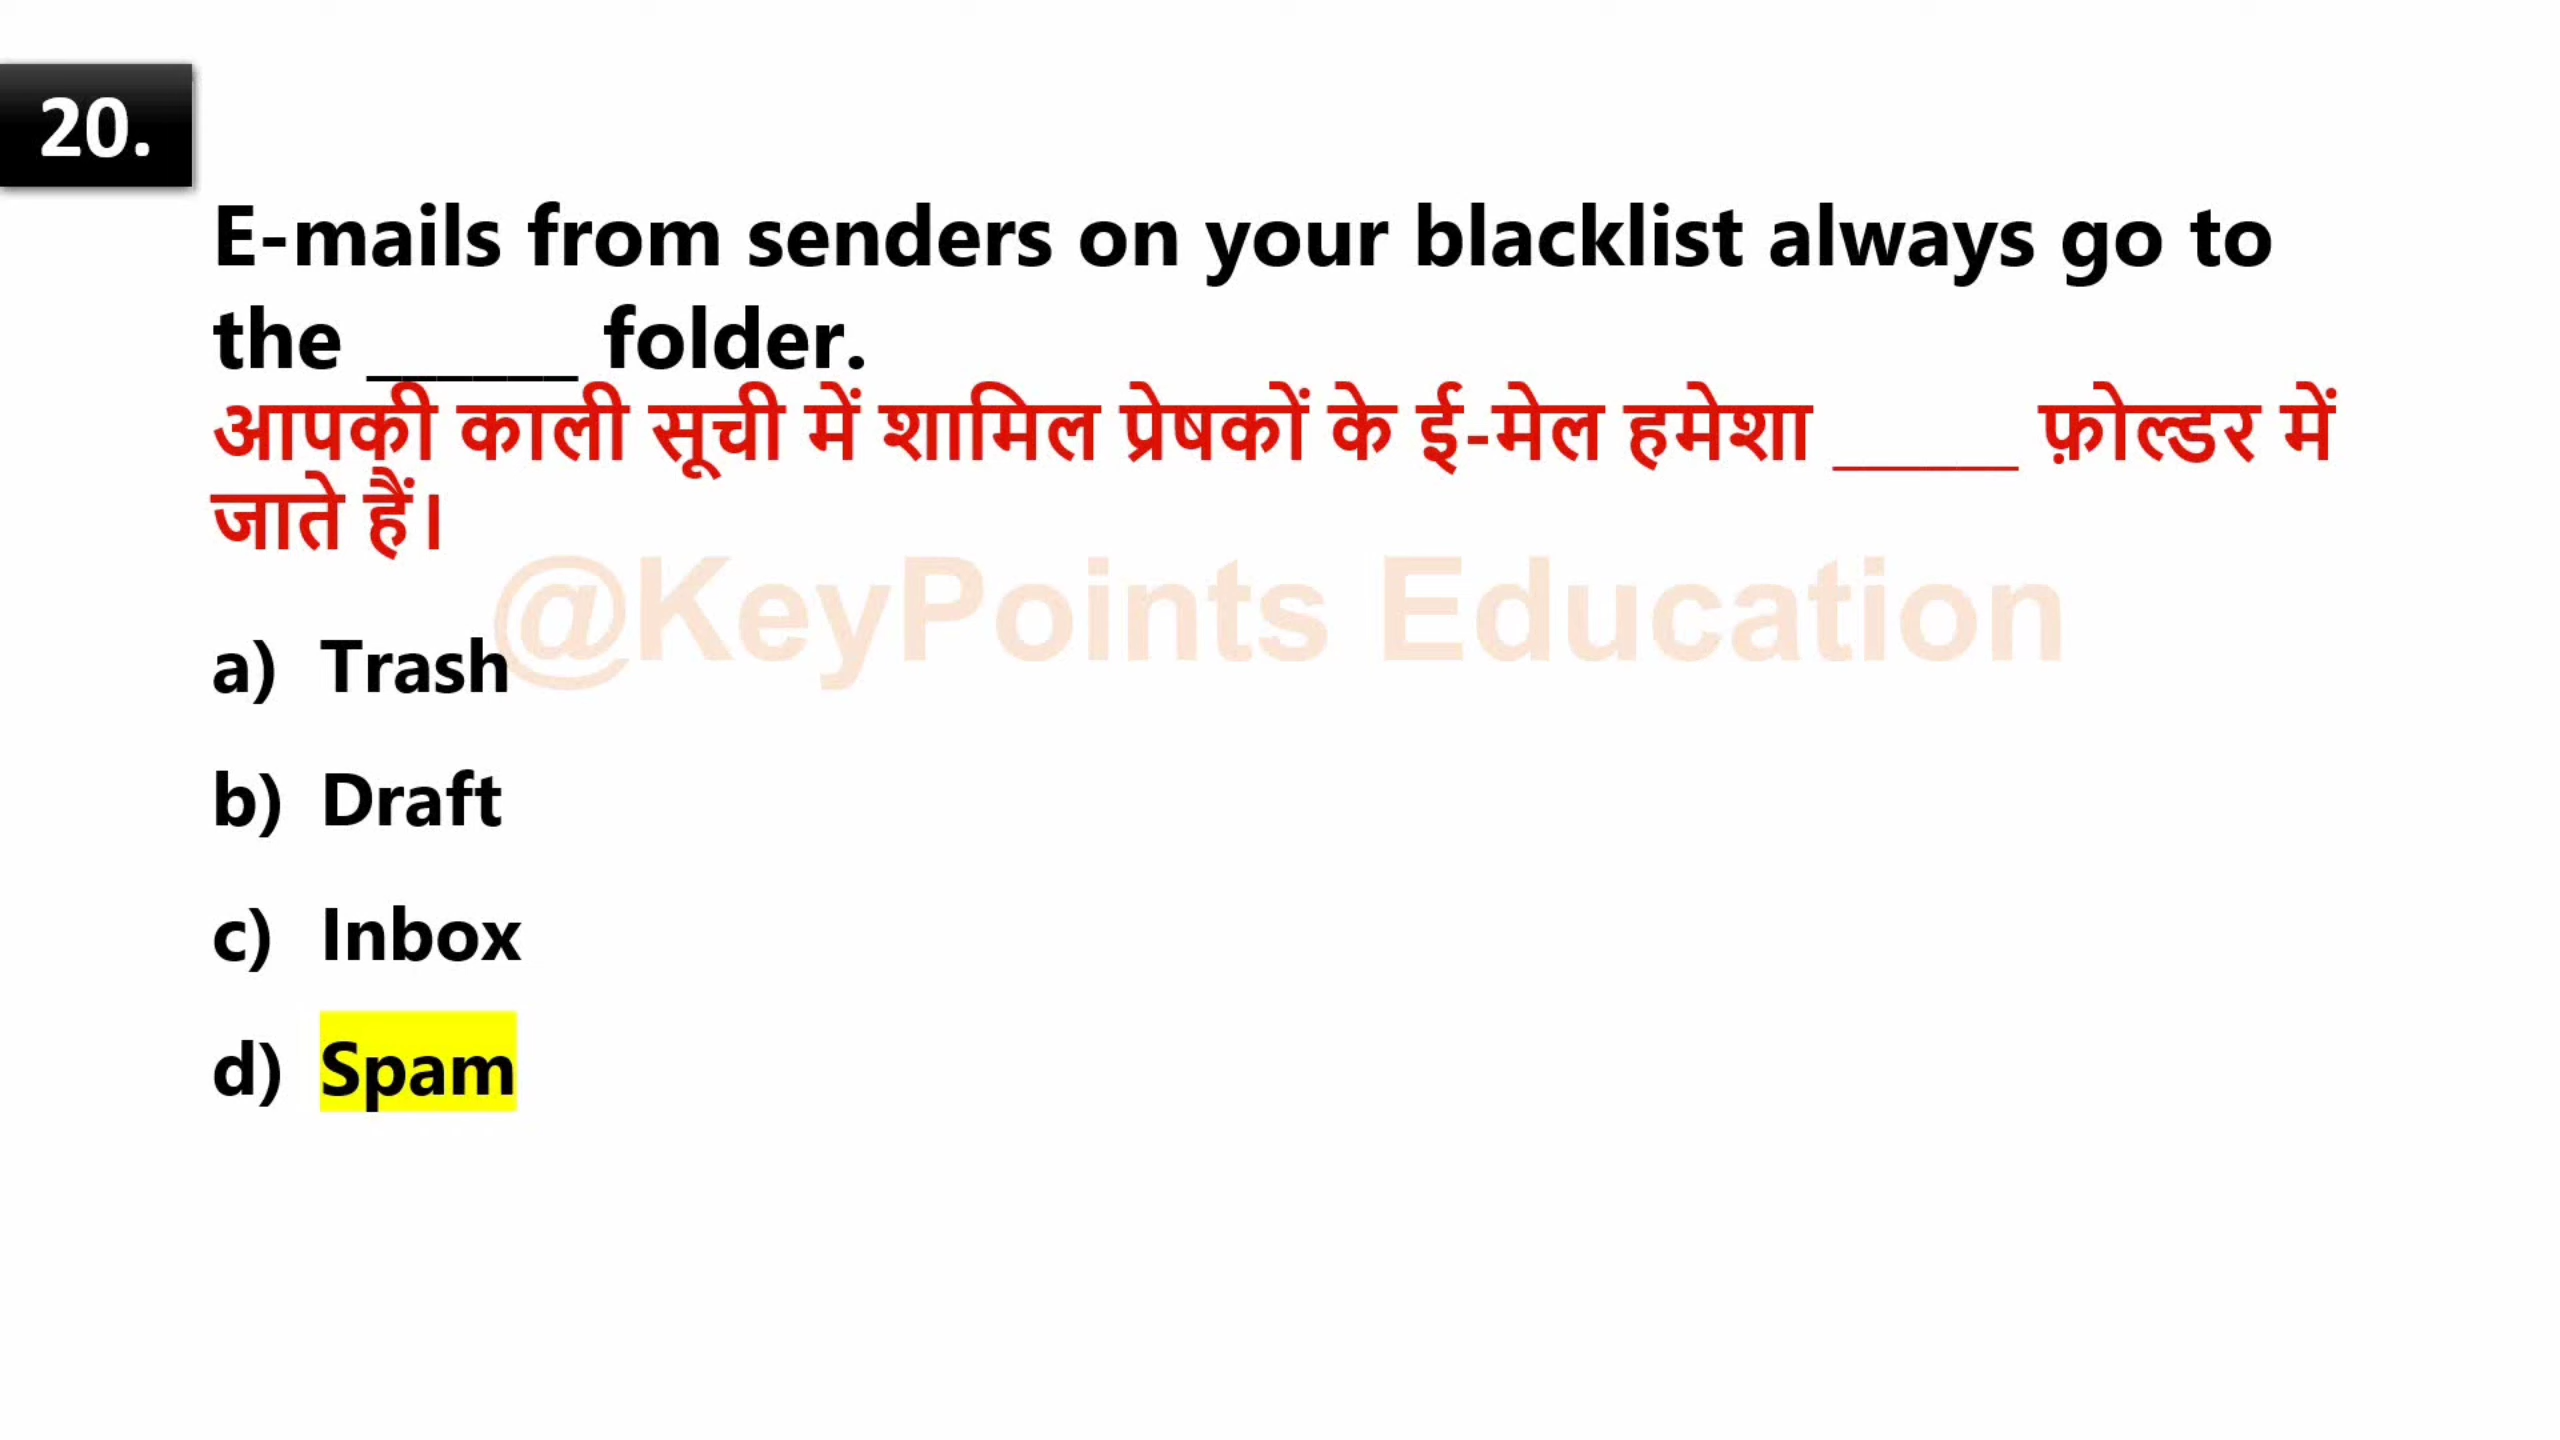 20.
E-mails from senders on your blacklist always go to
the ______ folder.
आपकी काली सूची में शामिल प्रेषकों के ई-मेल हमेशा ______ फ़ोल्डर में
जाते हैं।
@KeyPoints Education
a) Trash
b) Draft
c) Inbox
d) Spam